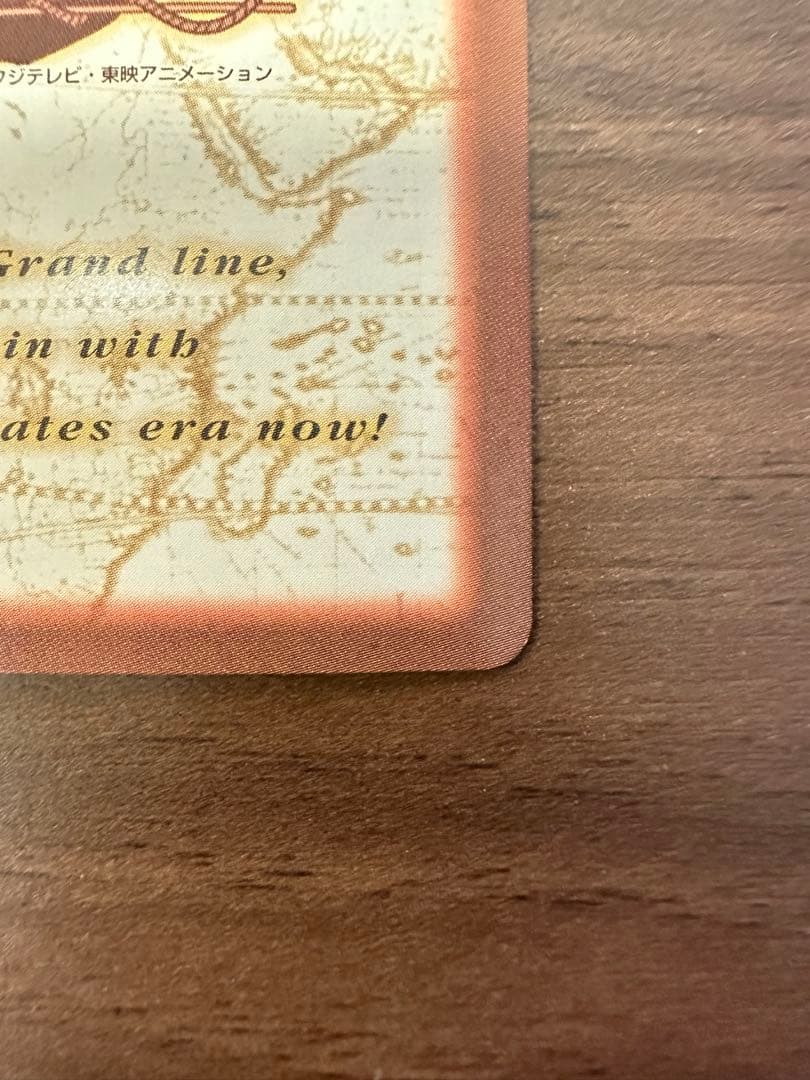 フジテレビ・東映アニメーション
Grand line,
in with
ates era now!